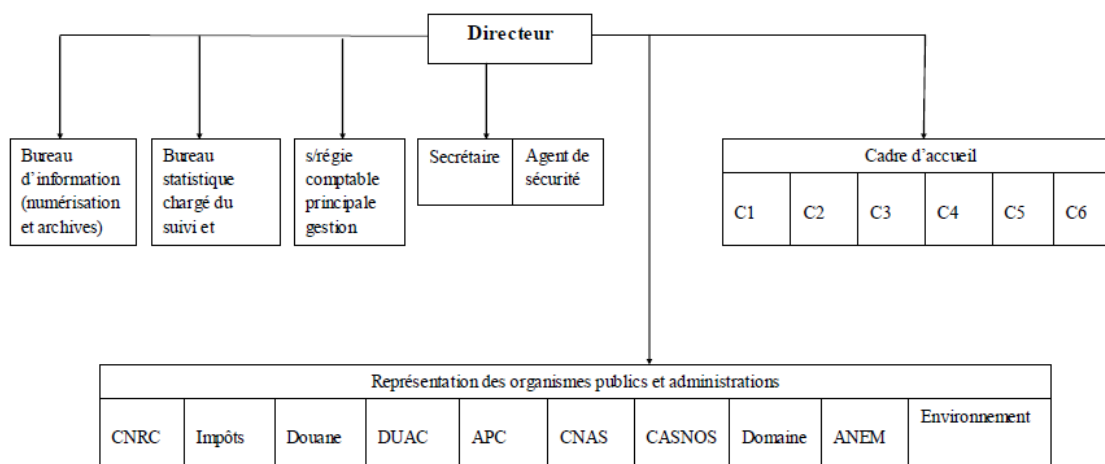 Directeur
Bureau
d'information
(numérisation
et archives)
Bureau
statistique
chargé du
suivi et
s/régie
comptable
principale
gestion
Secrétaire
Agent de
sécurité
Cadre d'accueil
C1 C2 C3 C4 C5 C6
Représentation des organismes publics et administrations
CNRC Impôts Douane DUAC APC CNAS CASNOS Domaine ANEM Environnement